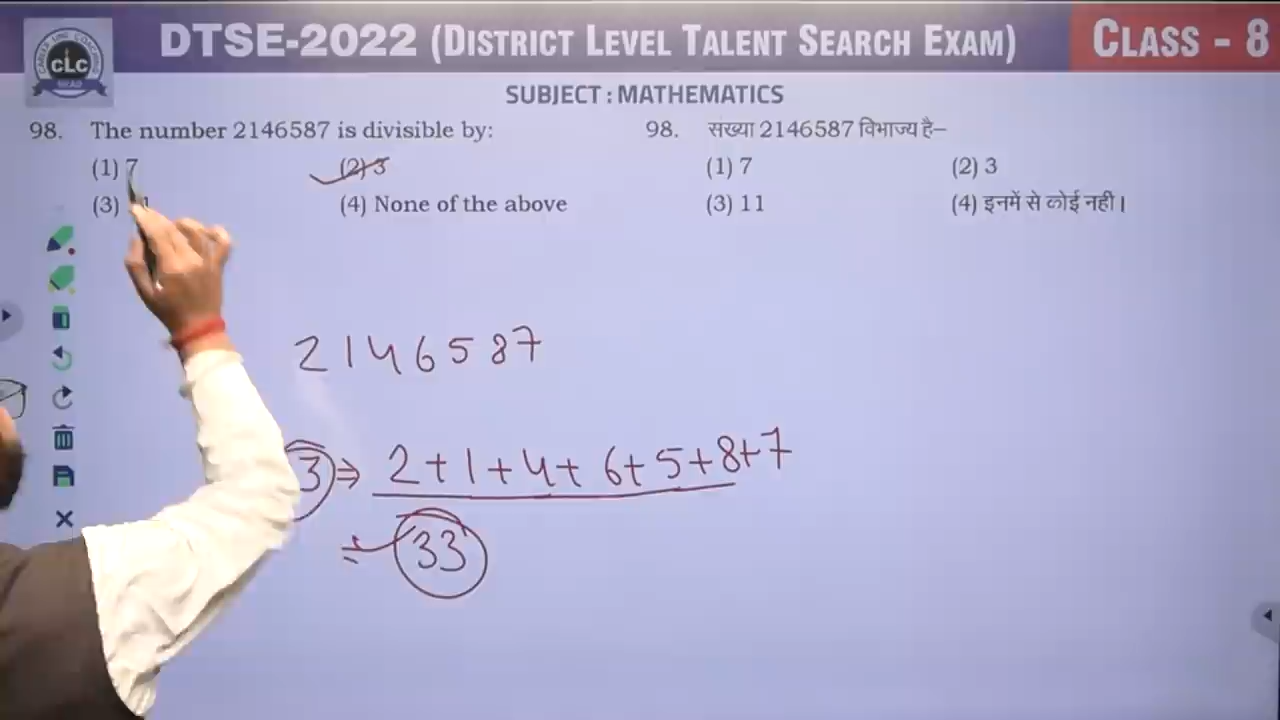 DTSE-2022 (DISTRICT LEVEL TALENT SEARCH EXAM) CLASS - 8
CLC
SUBJECT : MATHEMATICS
98. The number 2146587 is divisible by:
(1) 7 (2) 3
(3) (4) None of the above
98. सख्या 2146587 विभाज्य है–
(1) 7 (2) 3
(3) 11 (4) इनमें से कोई नही।
2146587
3 ⇒ 2+1+4+6+5+8+7
= 33